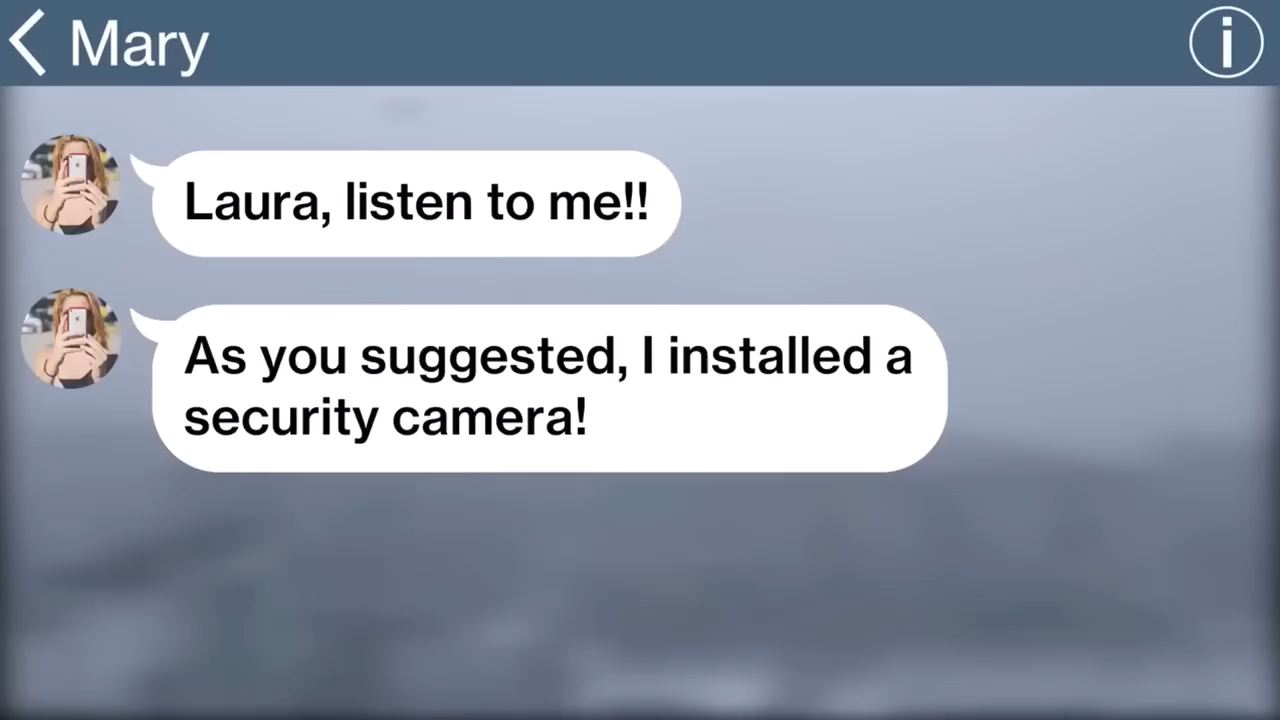 Mary
Laura, listen to me!!
As you suggested, I installed a
security camera!